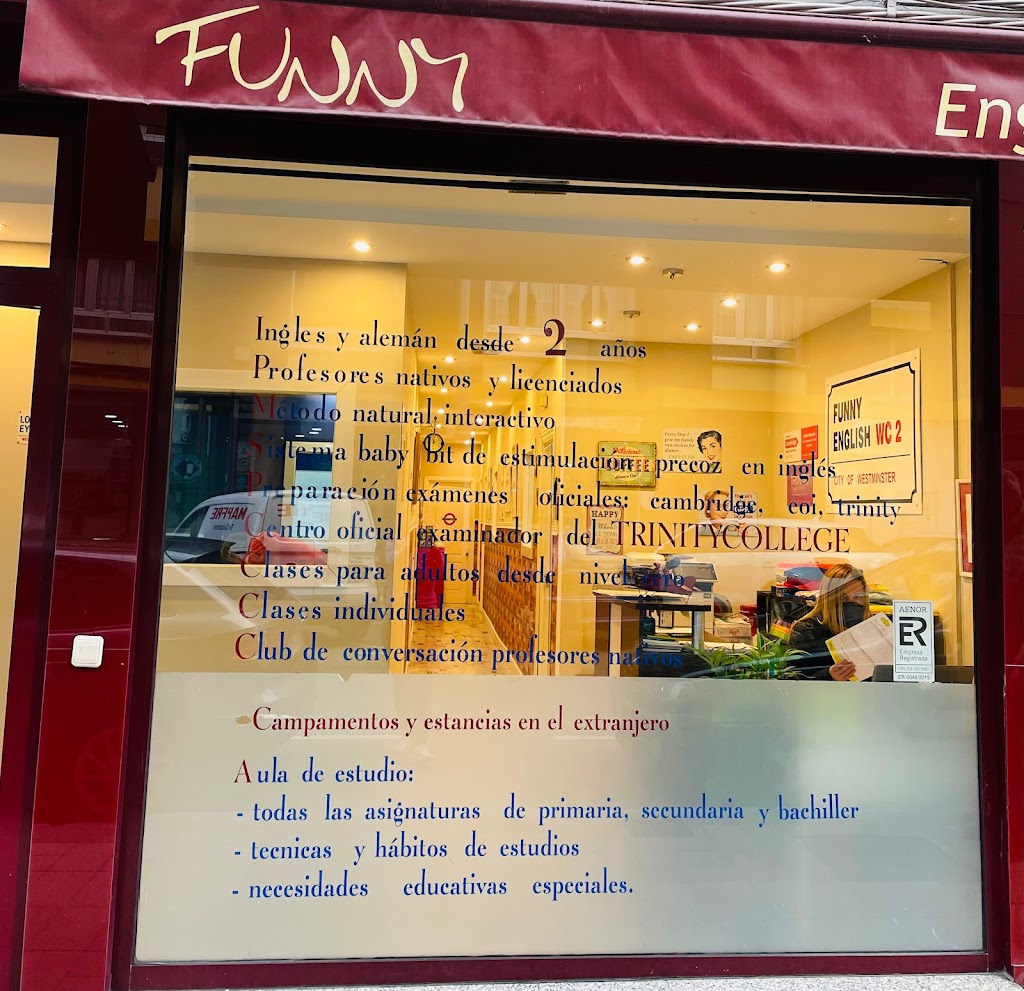 FUNNY
Eng
Ingles y alemán desde 2 años
Profesores nativos y licenciados
Método natural, interactivo
Sistema baby Bit de estimulación precoz en inglés
Preparación exámenes oficiales: cambridge, eoi, trinity
Centro oficial examinador del TRINITYCOLLEGE
Clases para adultos desde nivel cero
Clases individuales
Club de conversación profesores nativos
Campamentos y estancias en el extranjero
Aula de estudio:
- todas las asignaturas de primaria, secundaria y bachiller
- tecnicas y hábitos de estudios
- necesidades educativas especiales.
FUNNY
ENGLISH WC 2
CITY OF WESTMINSTER
COFFEE
HAPPY
MAPFRE
AENOR
ER
Empresa
Registrada